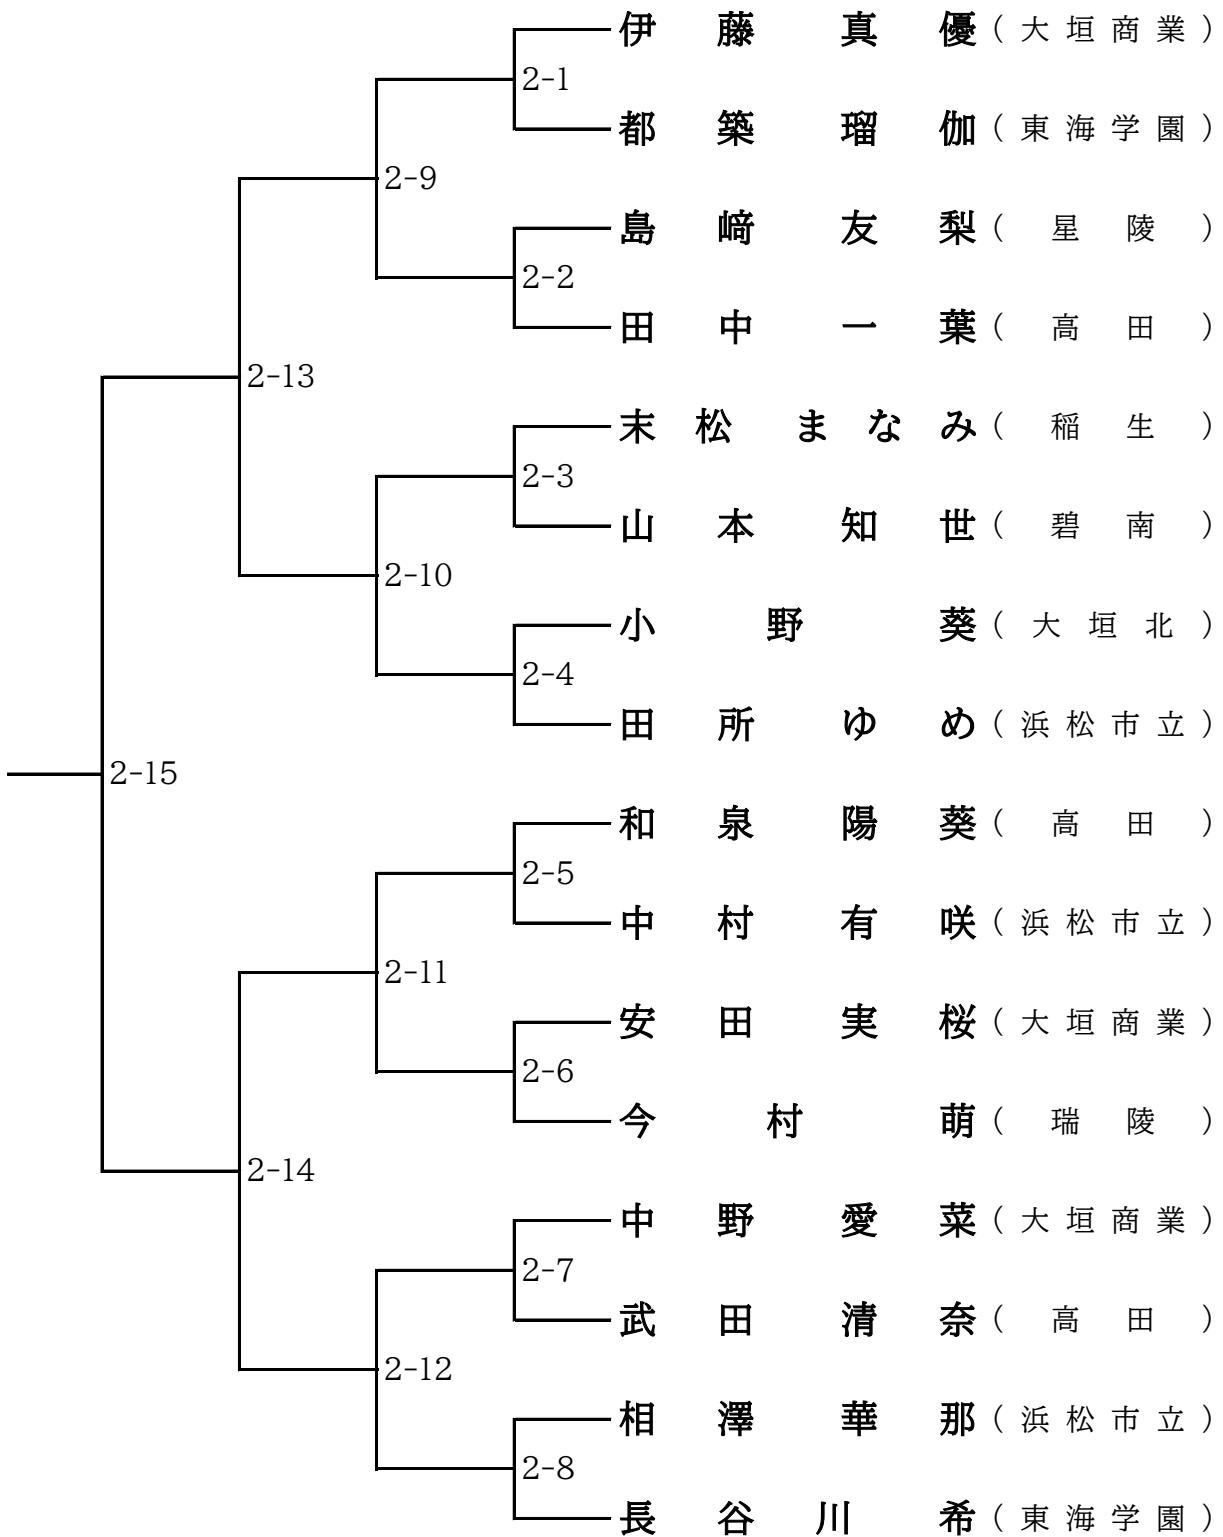 伊藤真優(大垣商業)
2-1
都築瑠伽(東海学園)
2-9
島﨑友梨(星陵)
2-2
田中一葉(高田)
2-13
末松まなみ(稲生)
2-3
山本知世(碧南)
2-10
小野葵(大垣北)
2-4
田所ゆめ(浜松市立)
2-15
和泉陽葵(高田)
2-5
中村有咲(浜松市立)
2-11
安田実桜(大垣商業)
2-6
今村萌(瑞陵)
2-14
中野愛菜(大垣商業)
2-7
武田清奈(高田)
2-12
相澤華那(浜松市立)
2-8
長谷川希(東海学園)